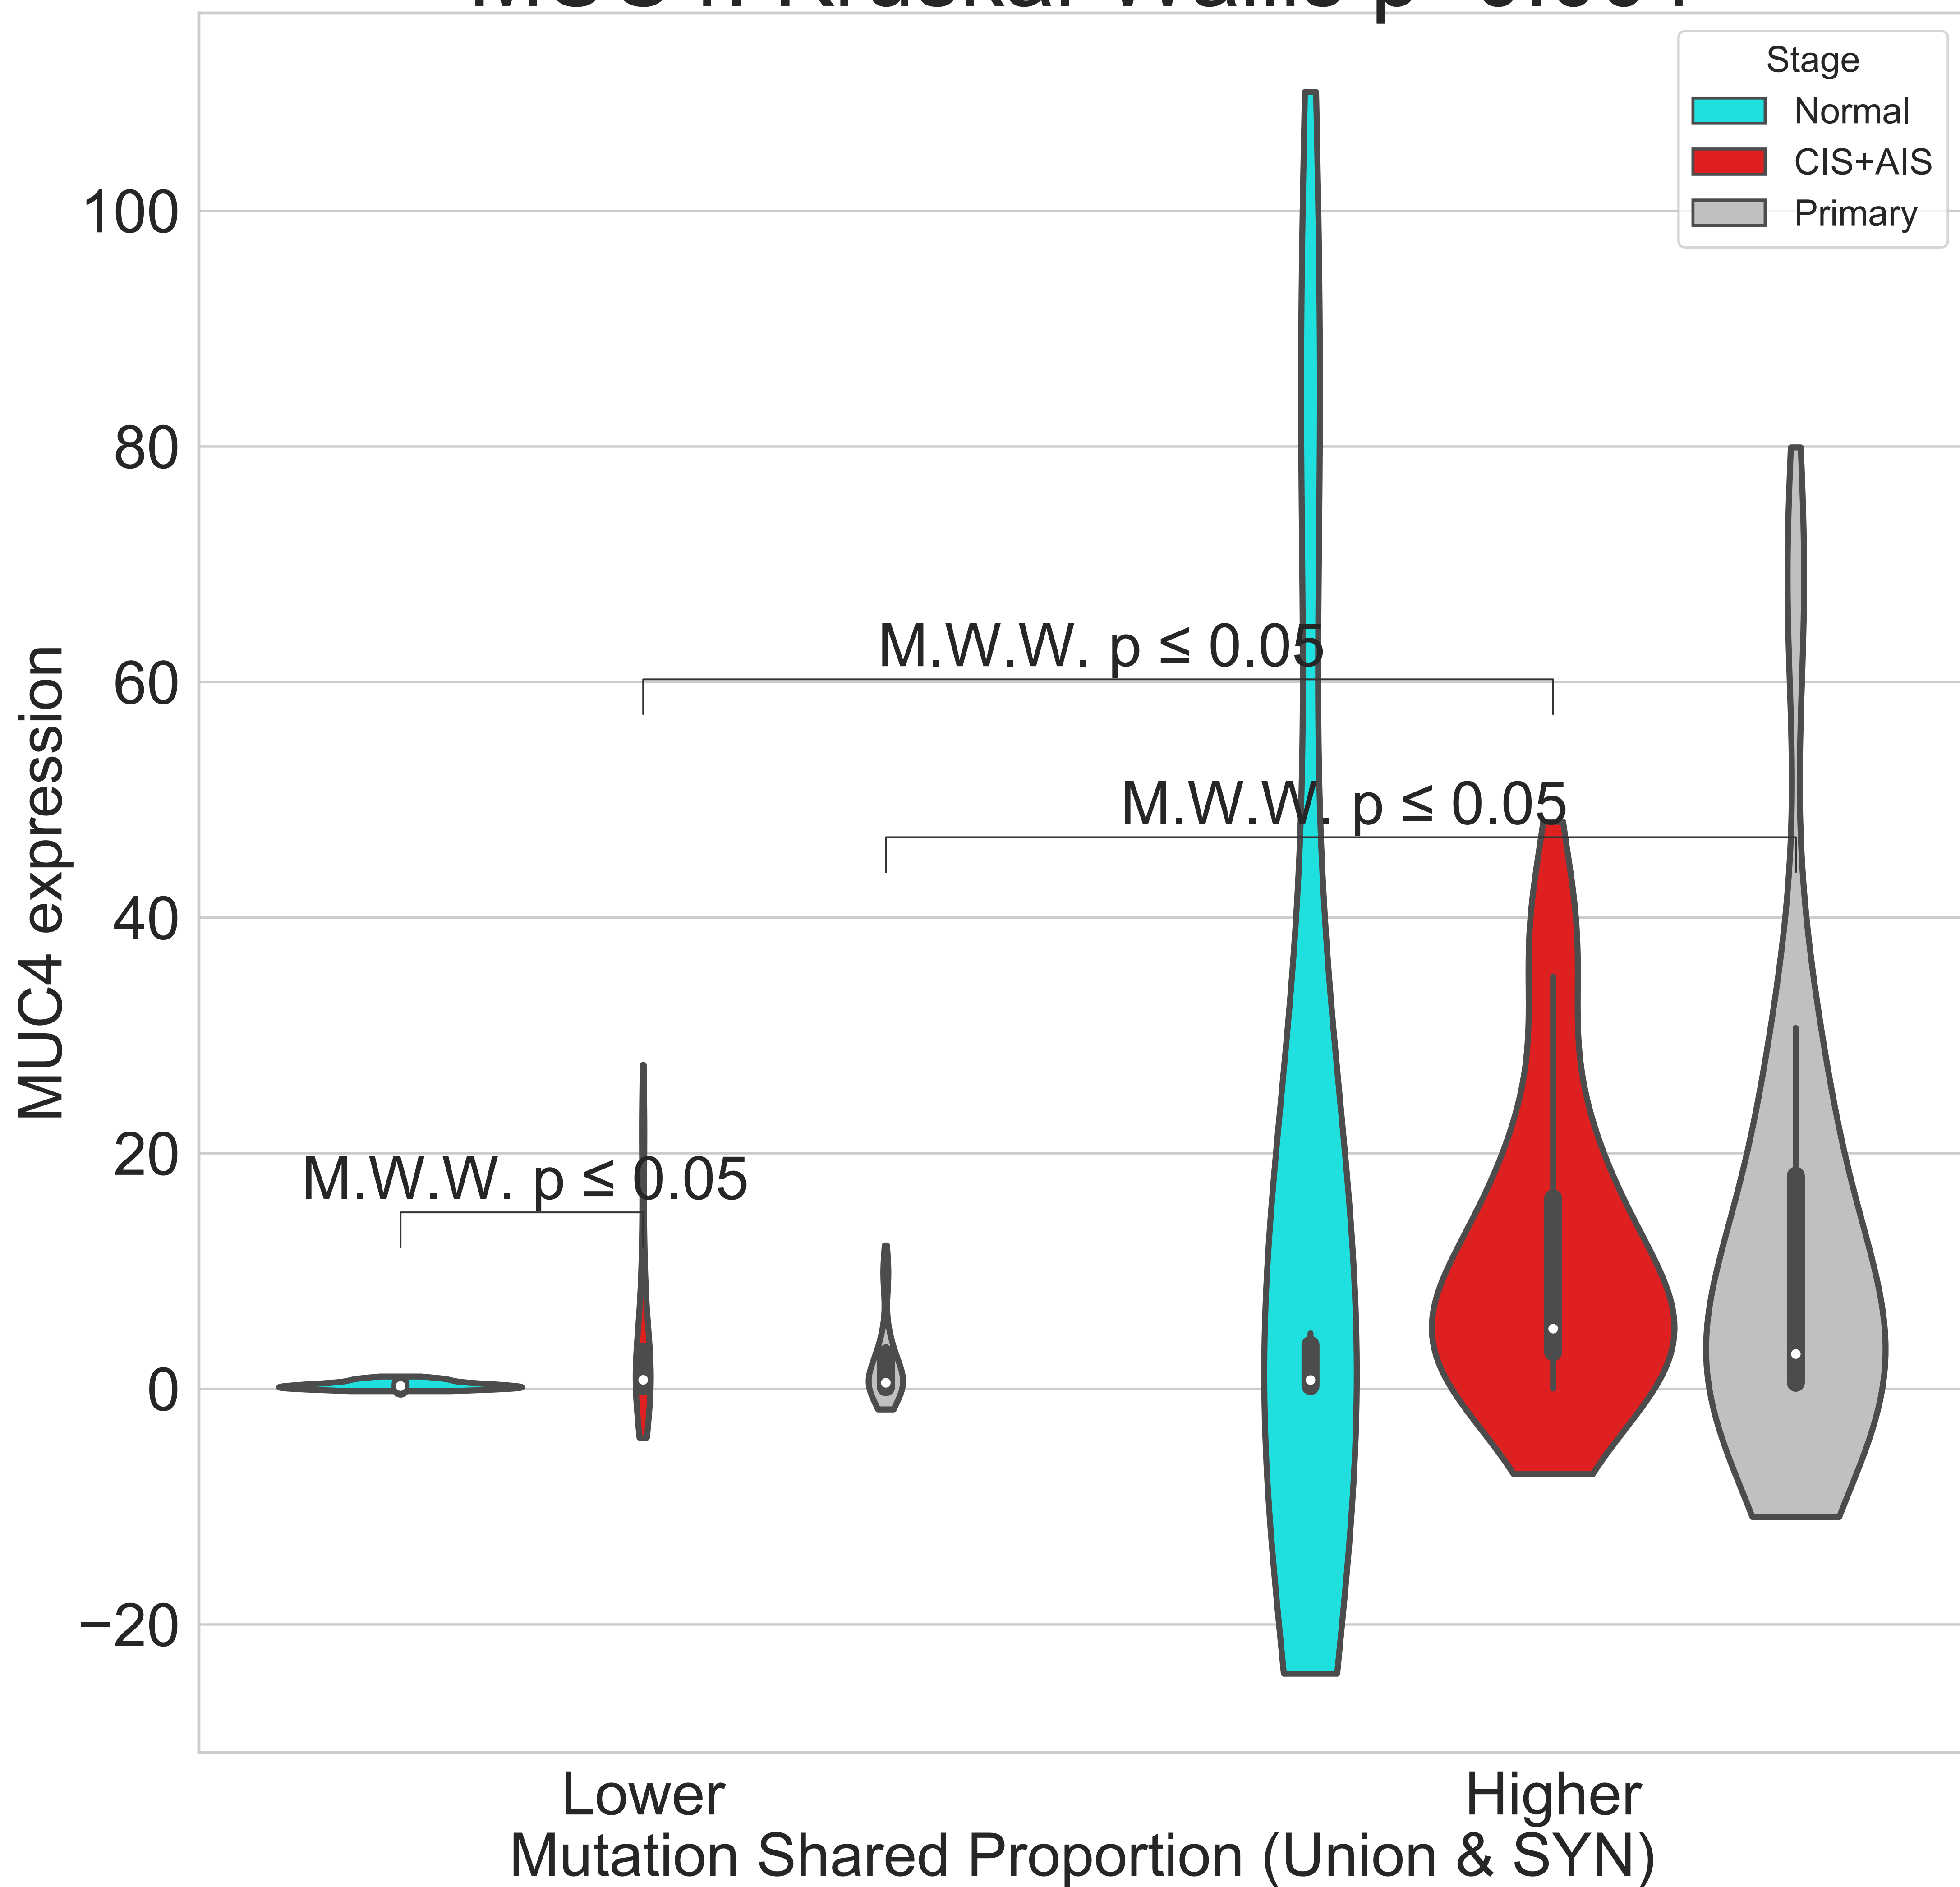 Stage
Normal
CIS+AIS
Primary
100
80
60
40
20
0
−20
MUC4 expression
M.W.W. p ≤ 0.05
M.W.W. p ≤ 0.05
M.W.W. p ≤ 0.05
Lower
Higher
Mutation Shared Proportion (Union & SYN)